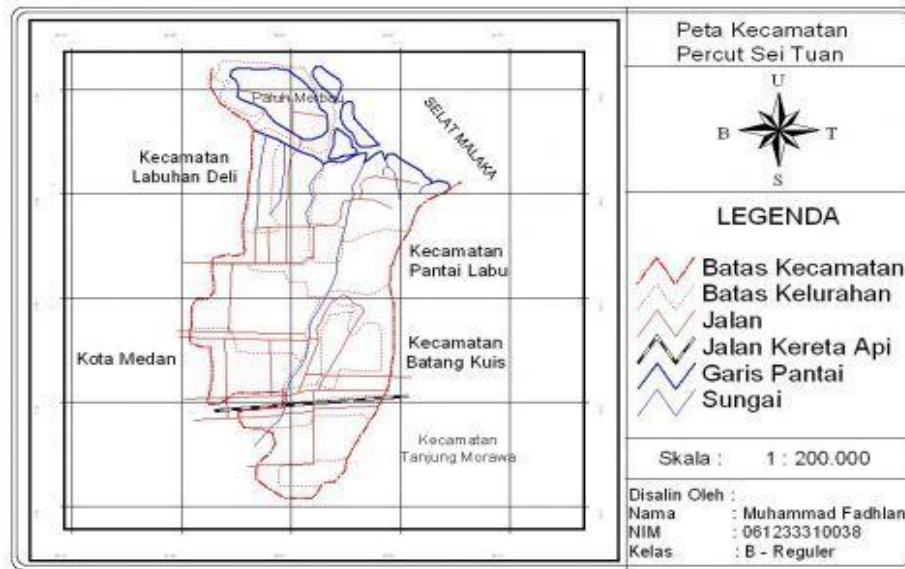 Peta Kecamatan
Percut Sei Tuan
U
B
T
S
LEGENDA
Batas Kecamatan
Batas Kelurahan
Jalan
Jalan Kereta Api
Garis Pantai
Sungai
Skala : 1 : 200.000
Disalin Oleh :
Nama : Muhammad Fadhlan
NIM : 061233310038
Kelas : B - Reguler
SELAT MALAKA
Kecamatan
Labuhan Deli
Kecamatan
Pantai Labu
Kota Medan
Kecamatan
Batang Kuis
Kecamatan
Tanjung Morawa